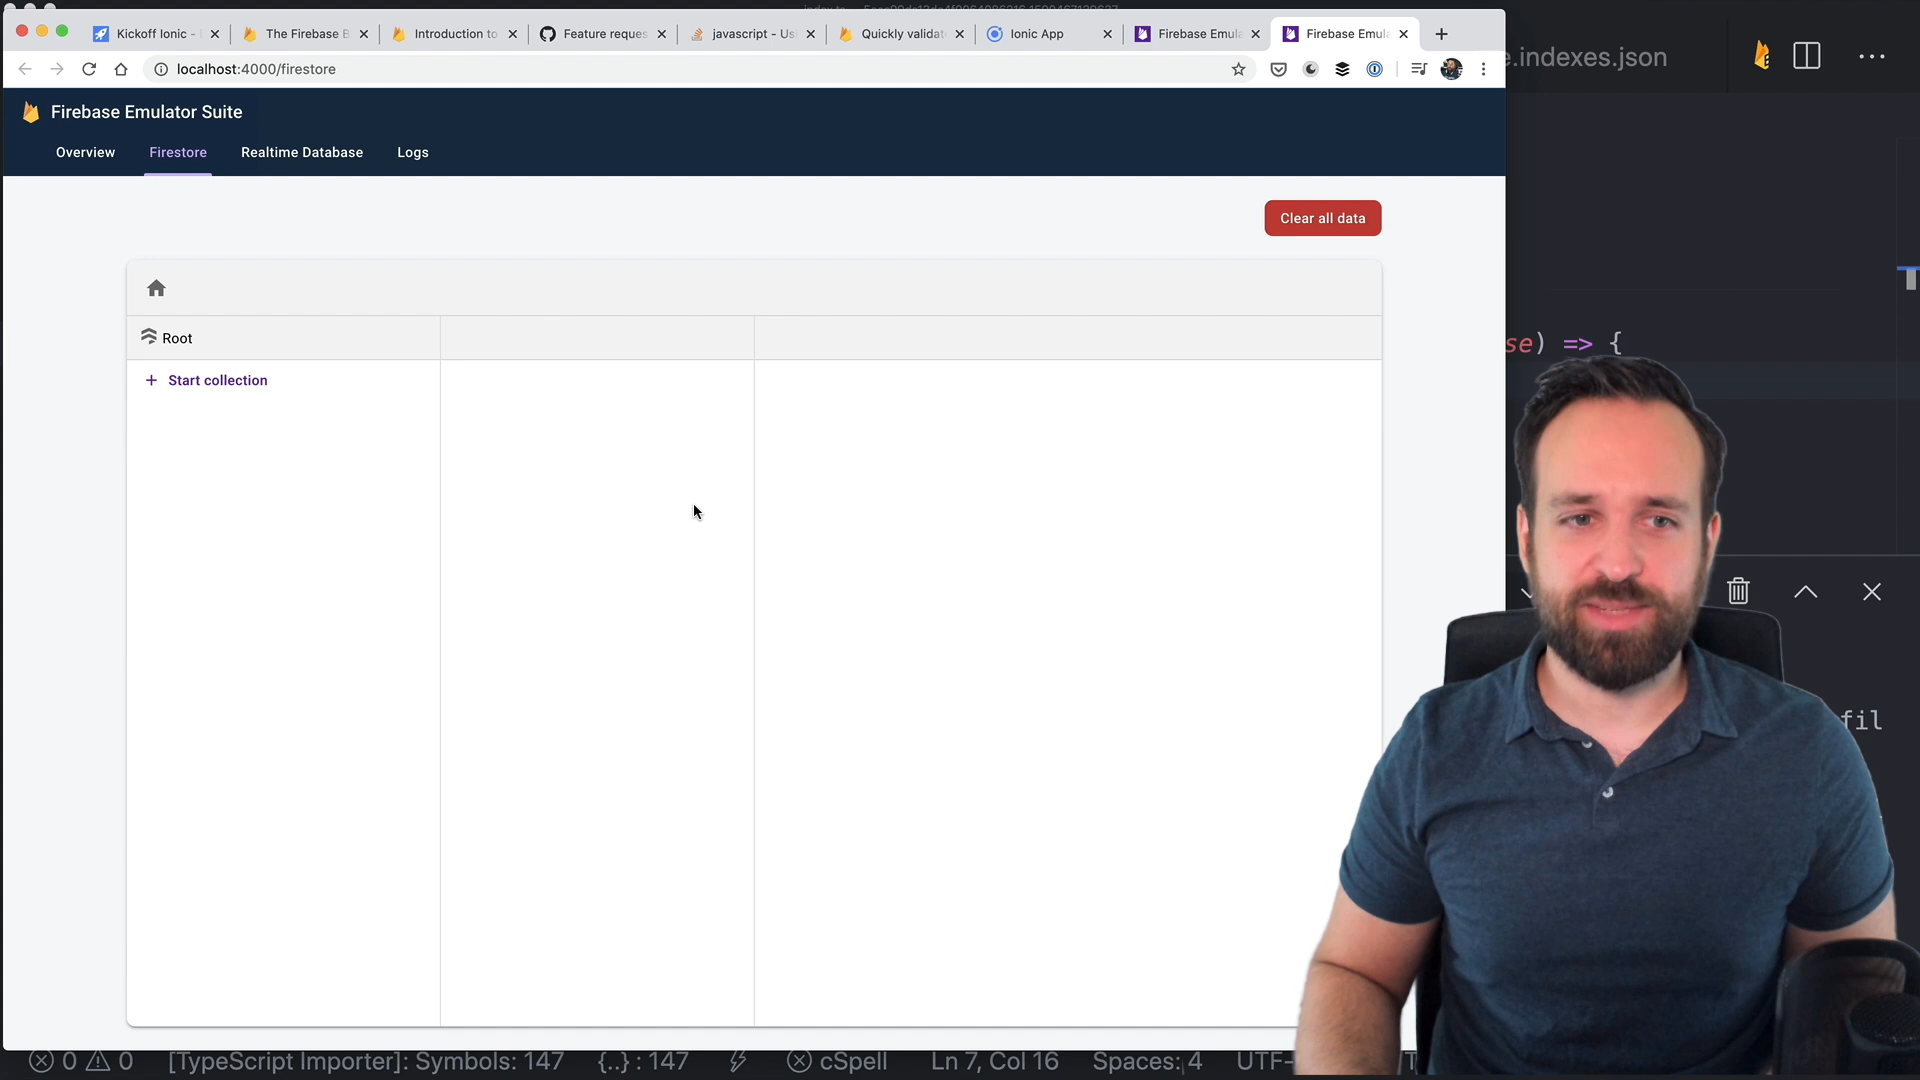 Kickoff Ionic -
The Firebase B
Introduction to
Feature reques
javascript - Us
Quickly validat
Ionic App
Firebase Emula
Firebase Emula
localhost:4000/firestore
e.indexes.json
Firebase Emulator Suite
Overview
Firestore
Realtime Database
Logs
Clear all data
Root
se) => {
+ Start collection
fil
0 0 [TypeScript Importer]: Symbols: 147 {..} : 147 cSpell Ln 7, Col 16 Spaces: 4 UTF-